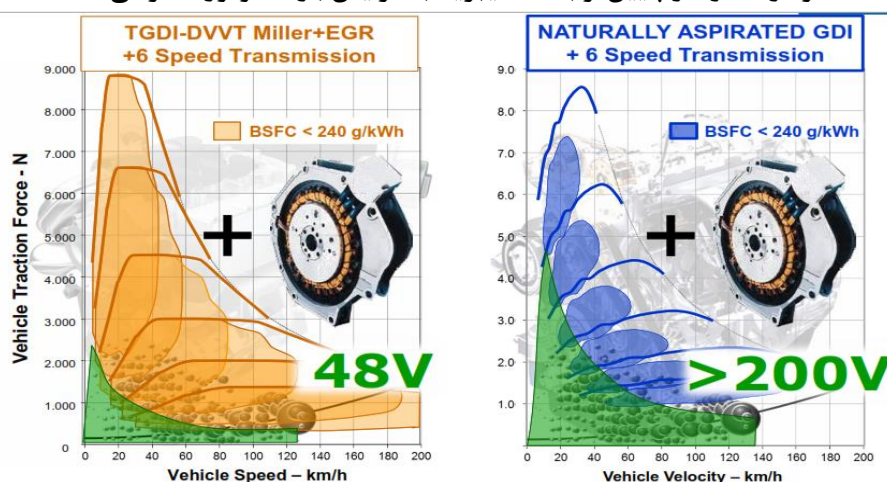 TGDI-DVVT Miller+EGR
+6 Speed Transmission
BSFC < 240 g/kWh
Vehicle Traction Force - N
9.000
8.000
7.000
6.000
5.000
4.000
3.000
2.000
1.000
0
+
48V
0 20 40 60 80 100 120 140 160 180 200
Vehicle Speed – km/h
NATURALLY ASPIRATED GDI
+ 6 Speed Transmission
BSFC < 240 g/kWh
9.0
8.0
7.0
6.0
5.0
4.0
3.0
2.0
1.0
+
>200V
0 20 40 60 80 100 120 140 160 180 200
Vehicle Velocity – km/h